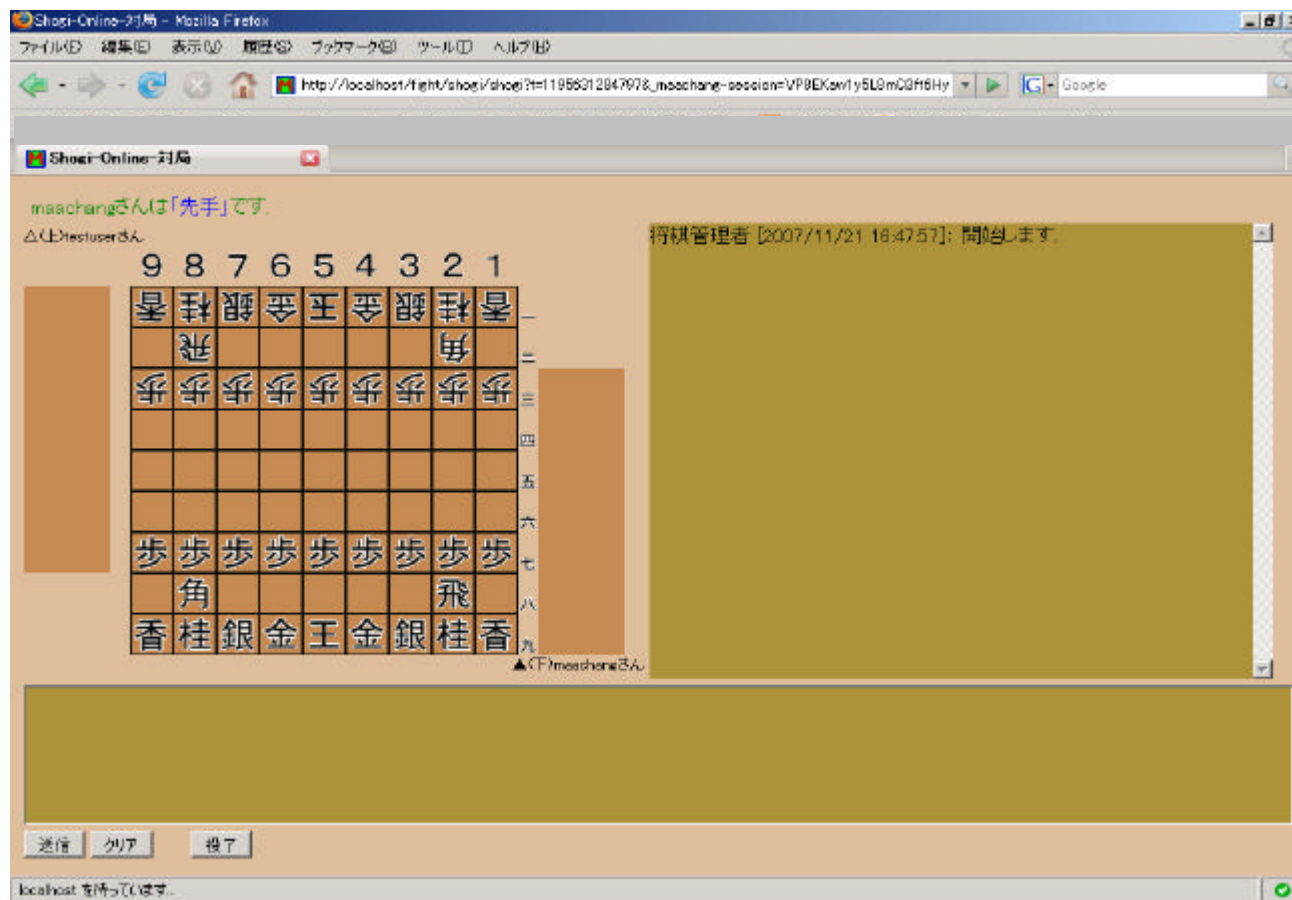 Shogi-Online-対局 - Mozilla Firefox
ファイル(F) 編集(E) 表示(V) 履歴(S) ブックマーク(B) ツール(T) ヘルプ(H)
Google
Shogi-Online-対局
maachangさんは「先手」です.
△(上)testuserさん
将棋管理者 [2007/11/21 16:47:57]: 開始します.
9 8 7 6 5 4 3 2 1
香 桂 銀 金 王 金 銀 桂 香 一
飛 角 二
歩 歩 歩 歩 歩 歩 歩 歩 歩 三
四
五
六
歩 歩 歩 歩 歩 歩 歩 歩 歩 七
角 飛 八
香 桂 銀 金 王 金 銀 桂 香 九
▲(下)maachangさん
送信 クリア 投了
localhost を待っています...